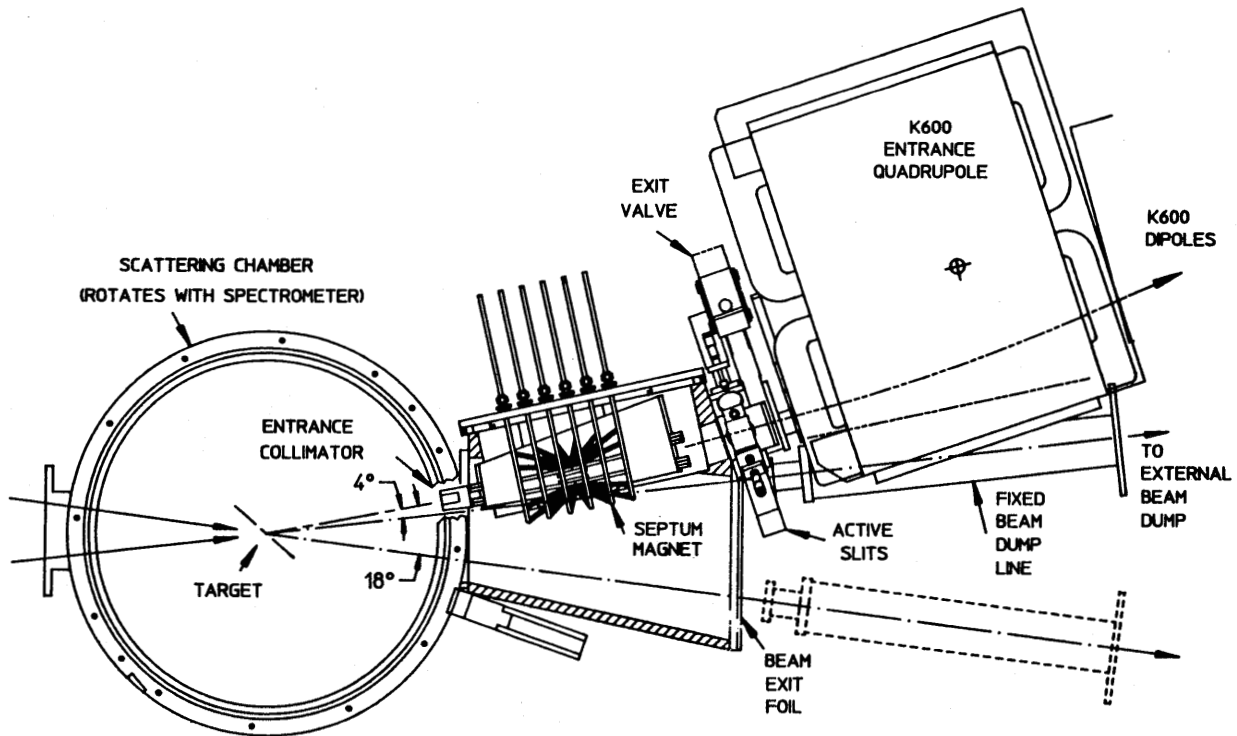 K600
ENTRANCE
QUADRUPOLE
EXIT
VALVE
K600
DIPOLES
SCATTERING CHAMBER
(ROTATES WITH SPECTROMETER)
ENTRANCE
COLLIMATOR
4°
TO
EXTERNAL
BEAM
DUMP
SEPTUM
MAGNET
ACTIVE
SLITS
FIXED
BEAM
DUMP
LINE
18°
TARGET
BEAM
EXIT
FOIL